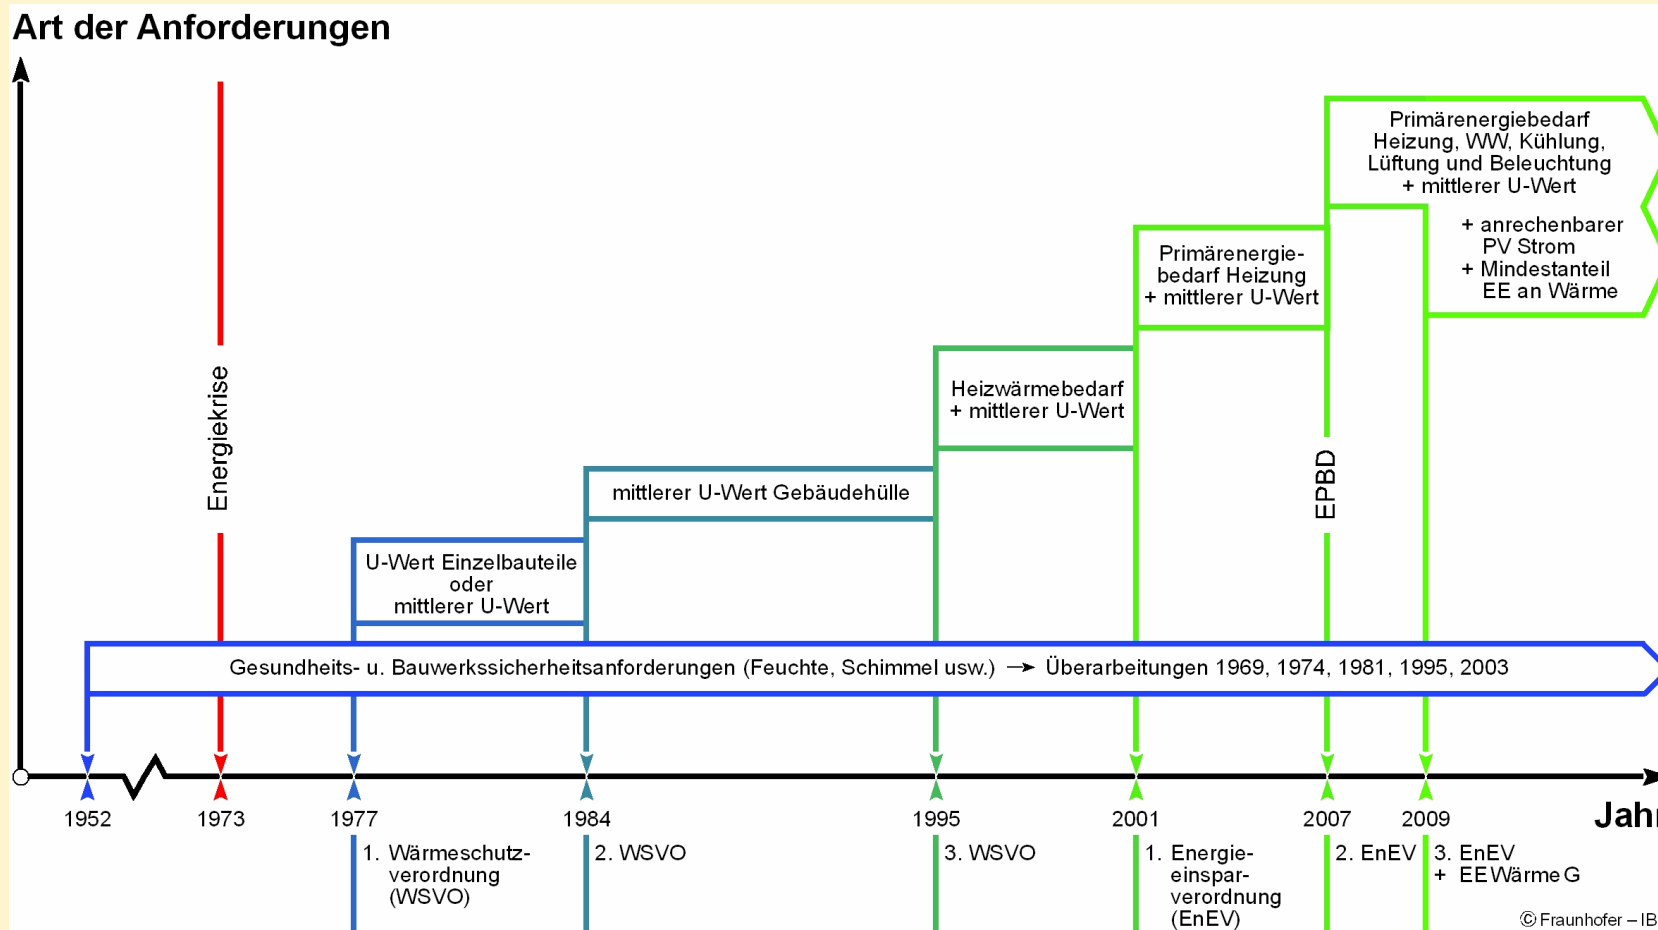 Art der Anforderungen
Primärenergiebedarf
Heizung, WW, Kühlung,
Lüftung und Beleuchtung
+ mittlerer U-Wert
+ anrechenbarer
PV Strom
+ Mindestanteil
EE an Wärme
Primärenergie-
bedarf Heizung
+ mittlerer U-Wert
Heizwärmebedarf
+ mittlerer U-Wert
Energiekrise
EPBD
mittlerer U-Wert Gebäudehülle
U-Wert Einzelbauteile
oder
mittlerer U-Wert
Gesundheits- u. Bauwerkssicherheitsanforderungen (Feuchte, Schimmel usw.) → Überarbeitungen 1969, 1974, 1981, 1995, 2003
1952 1973 1977 1984 1995 2001 2007 2009
Jahr
1. Wärmeschutz-
verordnung
(WSVO)
2. WSVO
3. WSVO
1. Energie-
einspar-
verordnung
(EnEV)
2. EnEV
3. EnEV
+ EEWärmeG
© Fraunhofer – IB